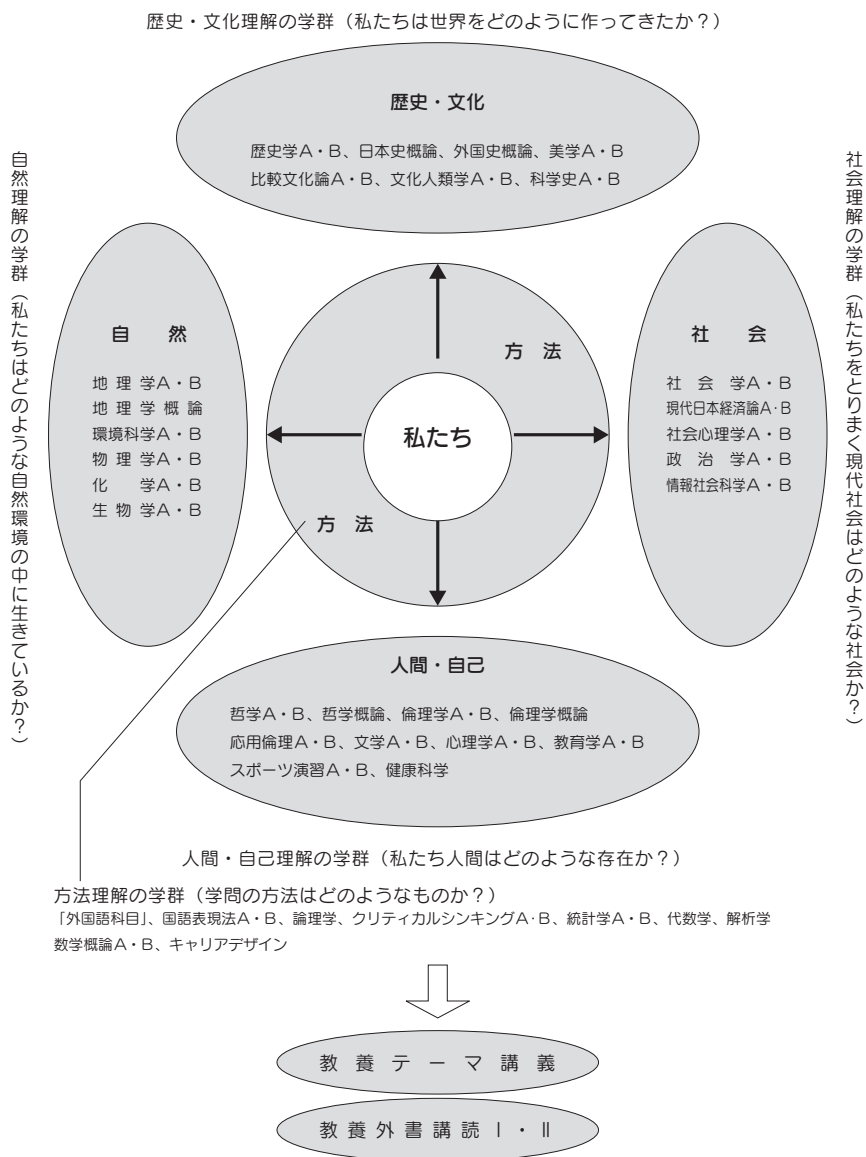 歴史・文化理解の学群（私たちは世界をどのように作ってきたか？）
歴史・文化
歴史学A・B、日本史概論、外国史概論、美学A・B
比較文化論A・B、文化人類学A・B、科学史A・B
自然理解の学群（私たちはどのような自然環境の中に生きているか？）
自　然
地理学A・B
地理学概論
環境科学A・B
物理学A・B
化　学A・B
生物学A・B
方　法
私たち
方　法
社　会
社会学A・B
現代日本経済論A・B
社会心理学A・B
政治学A・B
情報社会科学A・B
社会理解の学群（私たちをとりまく現代社会はどのような社会か？）
人間・自己
哲学A・B、哲学概論、倫理学A・B、倫理学概論
応用倫理A・B、文学A・B、心理学A・B、教育学A・B
スポーツ演習A・B、健康科学
人間・自己理解の学群（私たち人間はどのような存在か？）
方法理解の学群（学問の方法はどのようなものか？）
「外国語科目」、国語表現法A・B、論理学、クリティカルシンキングA・B、統計学A・B、代数学、解析学
数学概論A・B、キャリアデザイン
教養テーマ講義
教養外書講読Ⅰ・Ⅱ